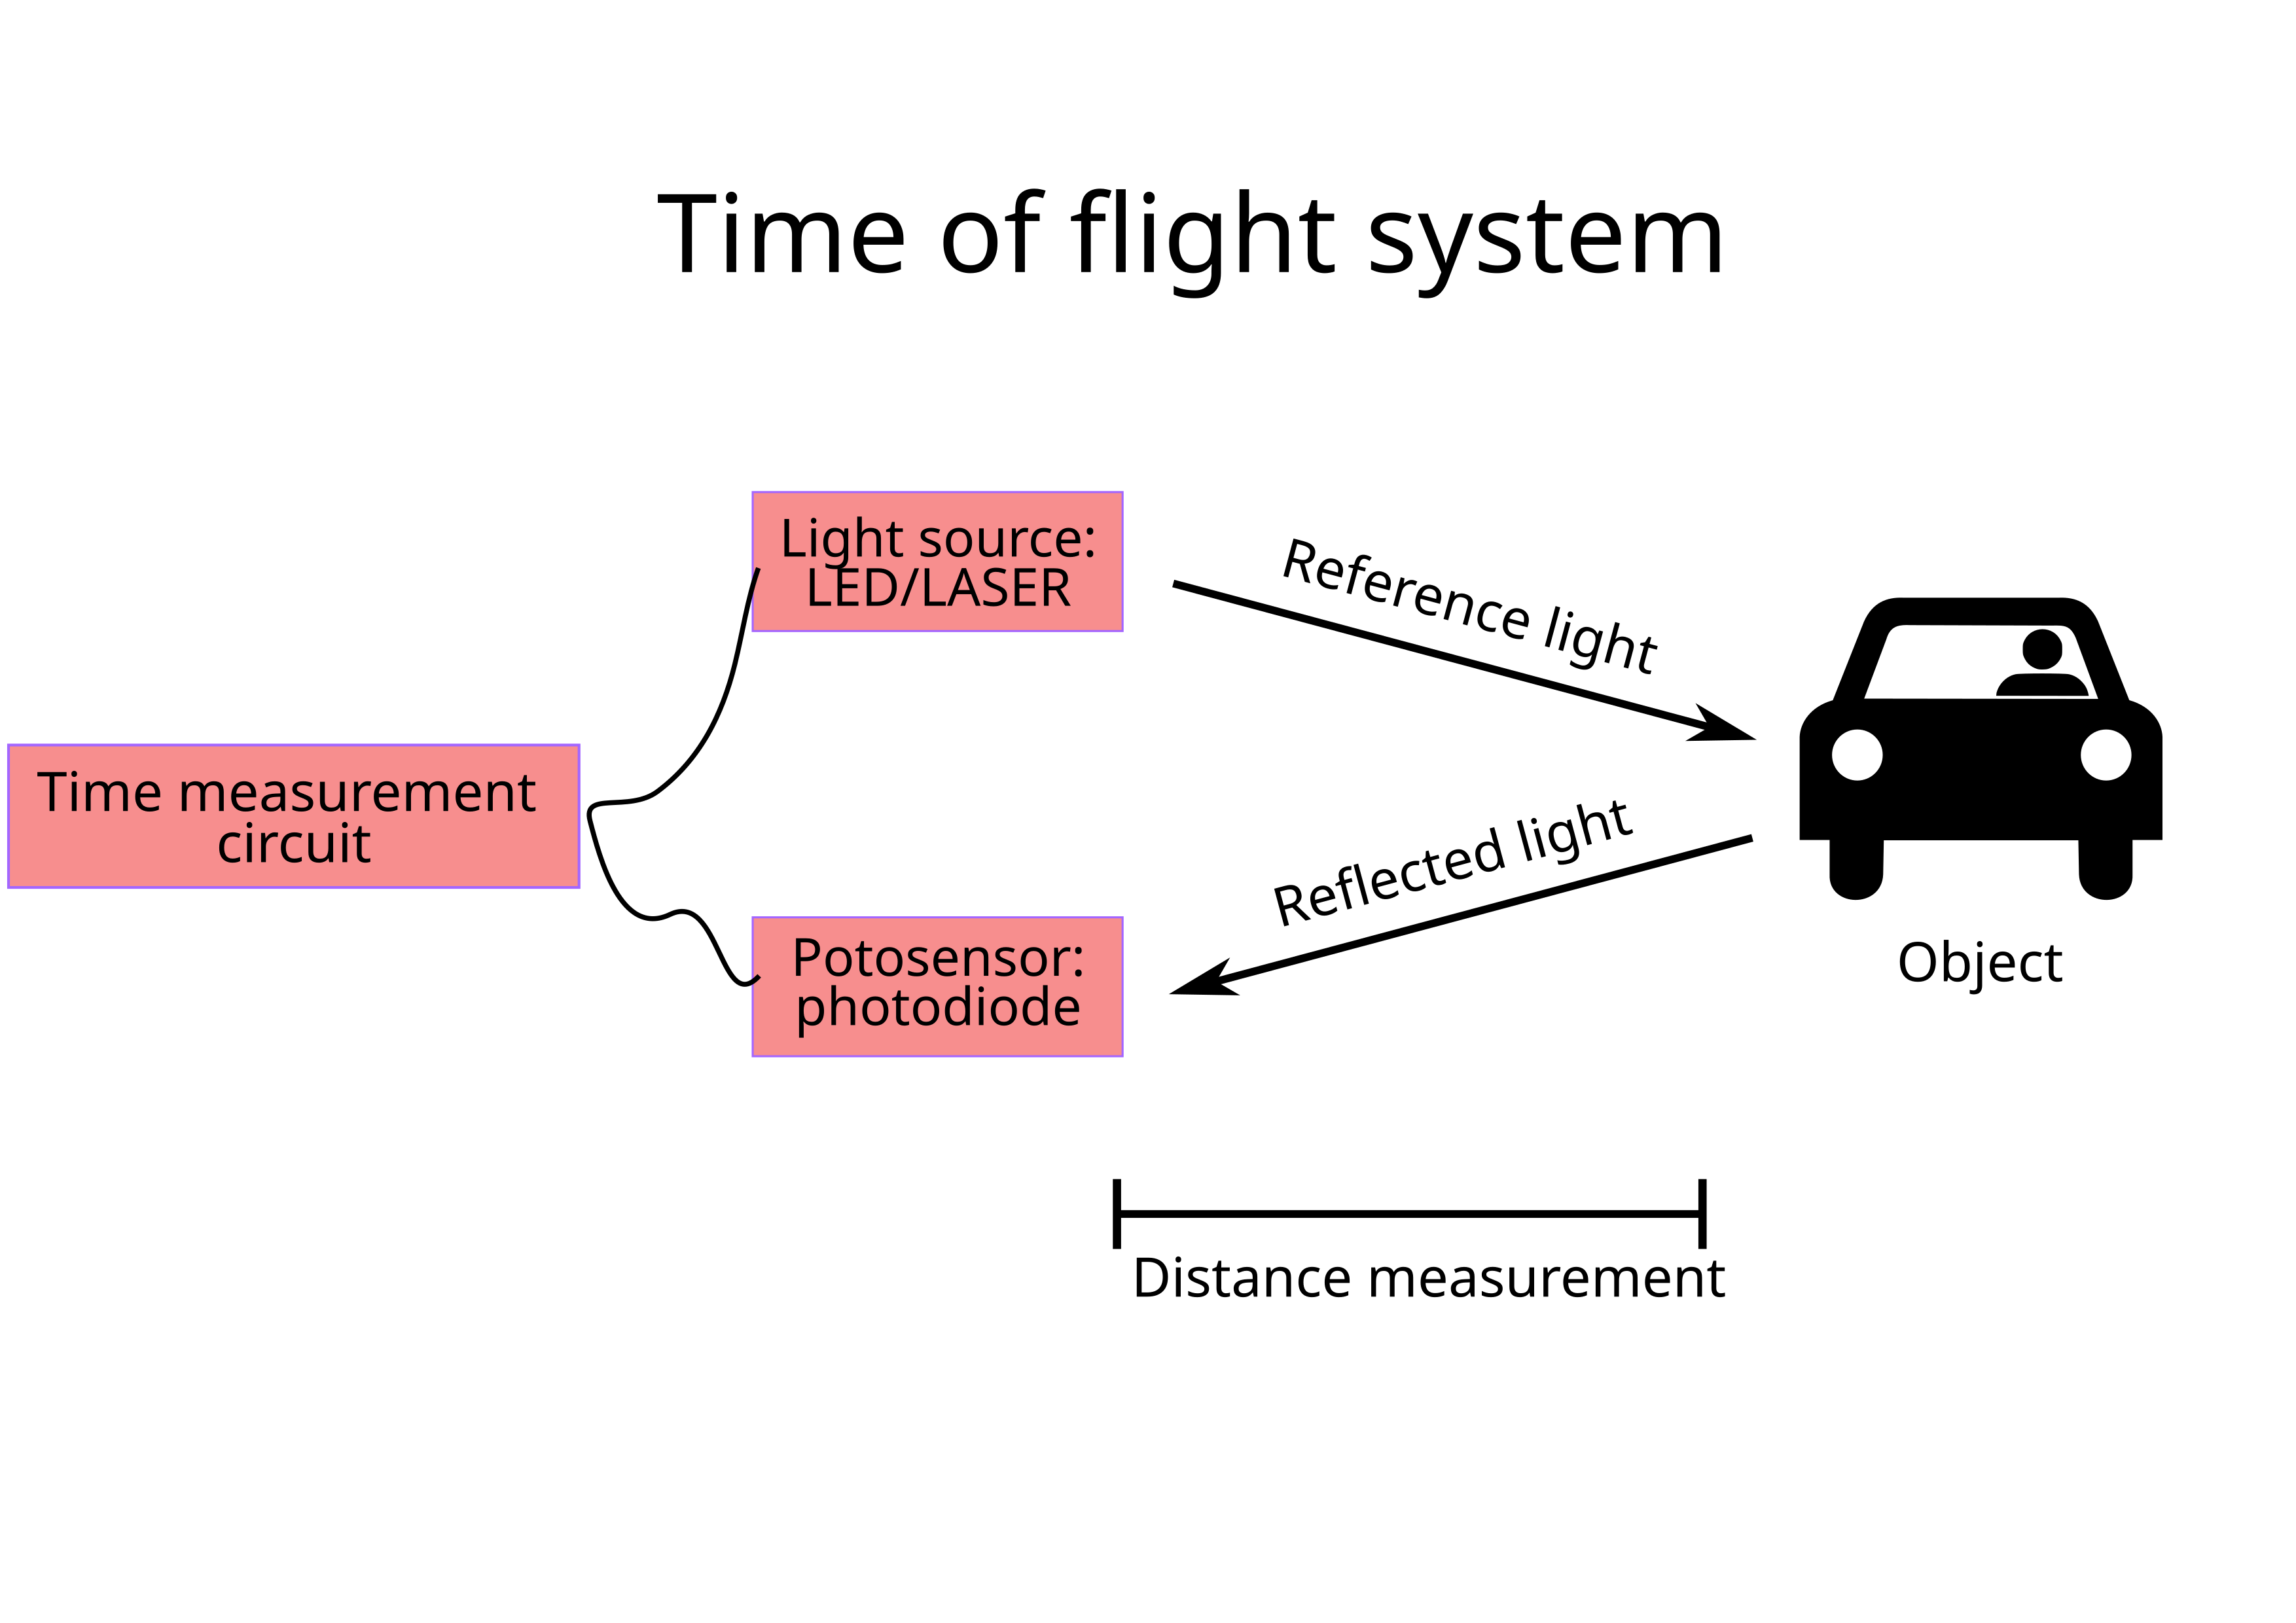 Time of flight system
Light source:
LED/LASER
Reference light
Time measurement
circuit
Reflected light
Potosensor:
photodiode
Object
Distance measurement